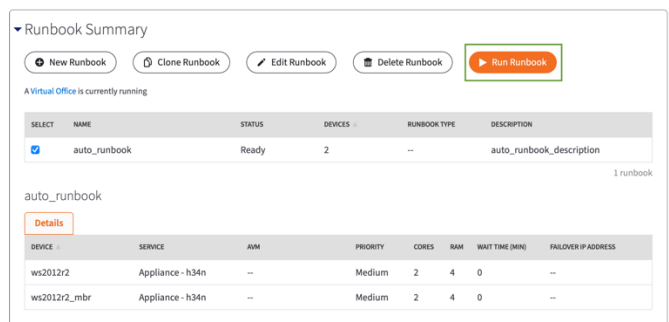 Runbook Summary
New Runbook Clone Runbook Edit Runbook Delete Runbook Run Runbook
A Virtual Office is currently running
SELECT NAME STATUS DEVICES RUNBOOK TYPE DESCRIPTION
auto_runbook Ready 2 -- auto_runbook_description
1 runbook
auto_runbook
Details
DEVICE SERVICE AVM PRIORITY CORES RAM WAIT TIME (MIN) FAILOVER IP ADDRESS
ws2012r2 Appliance - h34n -- Medium 2 4 0 --
ws2012r2_mbr Appliance - h34n -- Medium 2 4 0 --